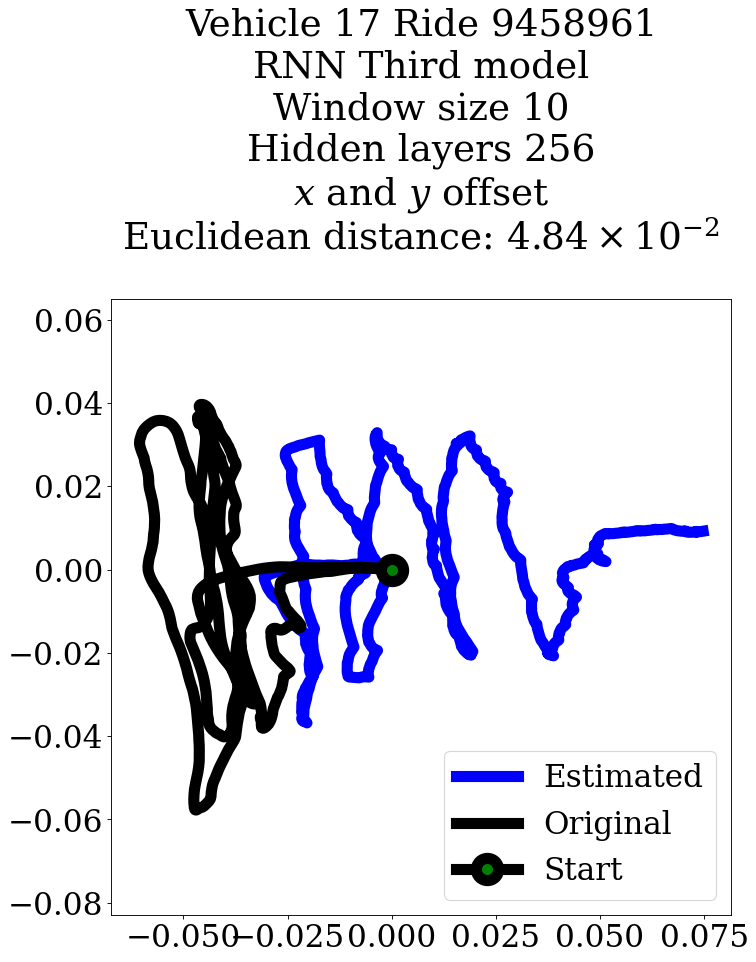 Vehicle 17 Ride 9458961
RNN Third model
Window size 10
Hidden layers 256
x and y offset
Euclidean distance: 4.84 × 10⁻²
0.06
0.04
0.02
0.00
−0.02
−0.04
−0.06
−0.08
Estimated
Original
Start
−0.050 −0.025 0.000 0.025 0.050 0.075